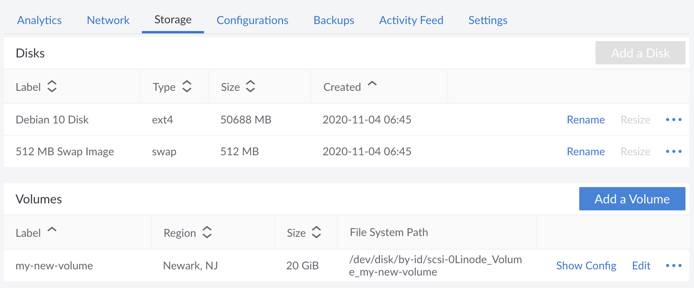 Analytics Network Storage Configurations Backups Activity Feed Settings
Disks Add a Disk
Label Type Size Created
Debian 10 Disk ext4 50688 MB 2020-11-04 06:45 Rename Resize ...
512 MB Swap Image swap 512 MB 2020-11-04 06:45 Rename Resize ...
Volumes Add a Volume
Label Region Size File System Path
my-new-volume Newark, NJ 20 GiB /dev/disk/by-id/scsi-0Linode_Volum Show Config Edit ...
e_my-new-volume